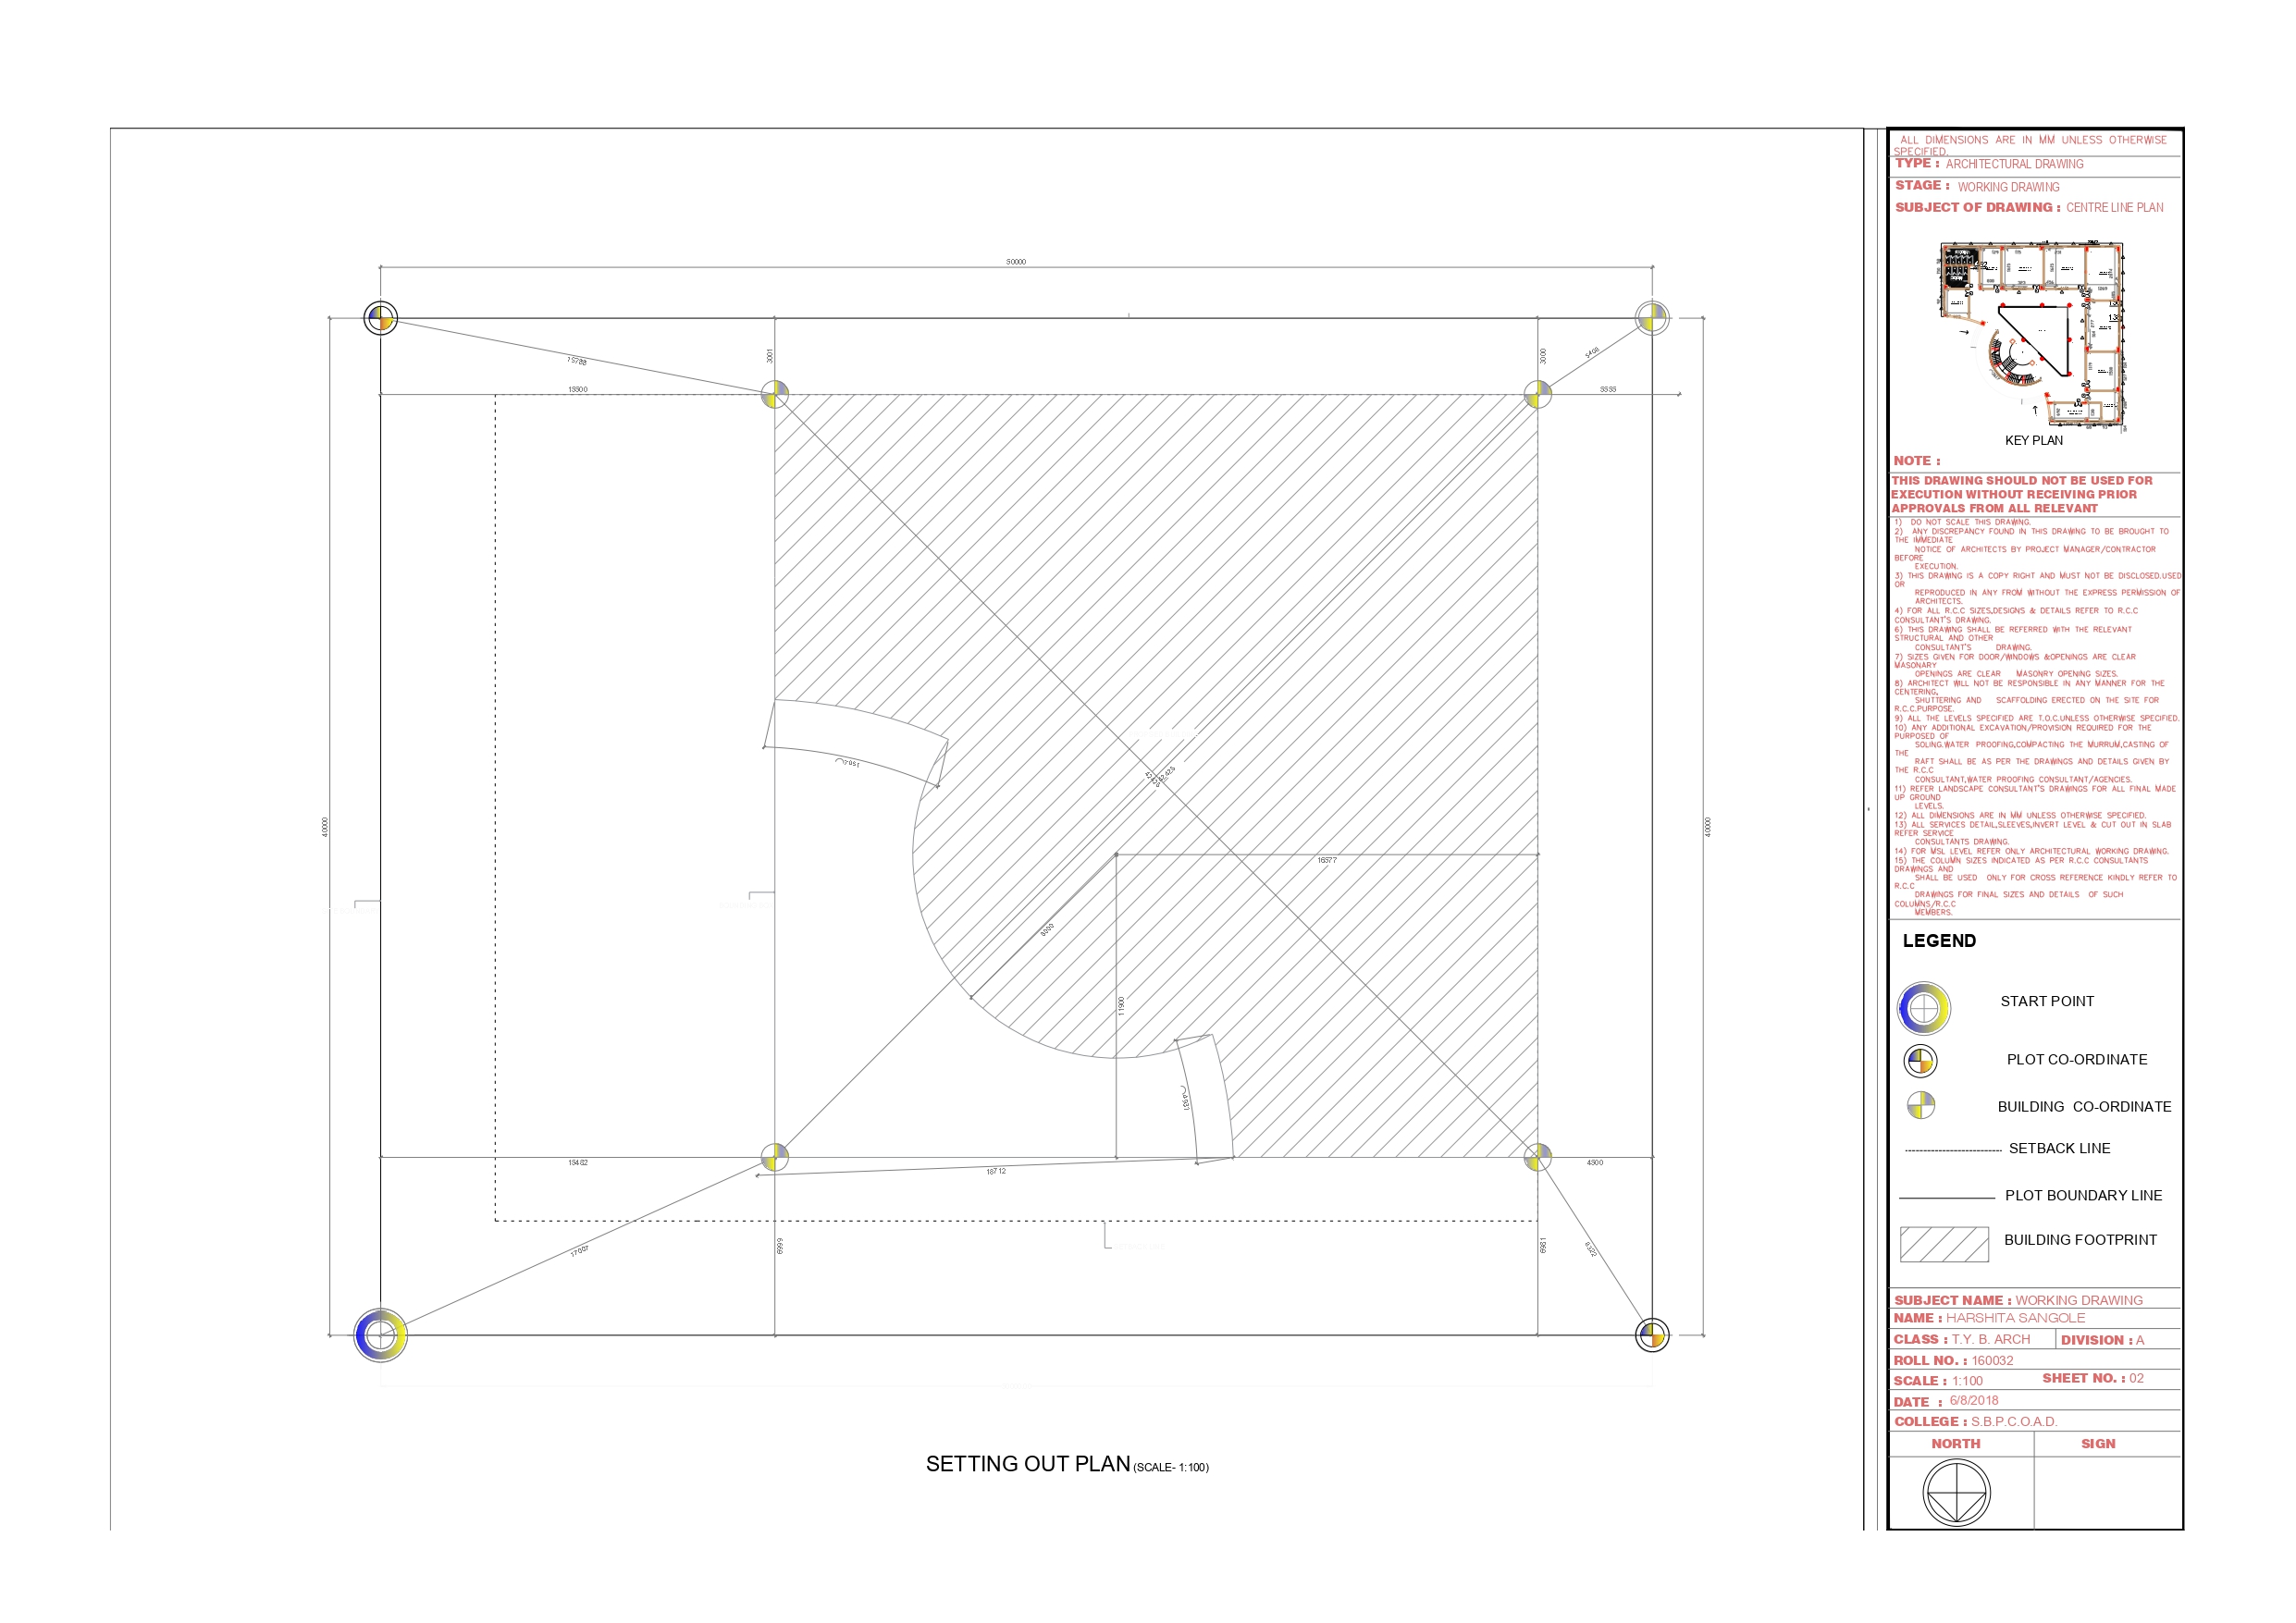 50000
15788
3001
3000
5408
13500
5555
40000
40000
16577
8000
11900
15482
18712
4500
17007
6999
6981
8322
SETTING OUT PLAN (SCALE- 1:100)
ALL DIMENSIONS ARE IN MM UNLESS OTHERWISE
SPECIFIED.
TYPE : ARCHITECTURAL DRAWING
STAGE : WORKING DRAWING
SUBJECT OF DRAWING : CENTRE LINE PLAN
KEY PLAN
NOTE :
THIS DRAWING SHOULD NOT BE USED FOR
EXECUTION WITHOUT RECEIVING PRIOR
APPROVALS FROM ALL RELEVANT
1) DO NOT SCALE THIS DRAWING.
2) ANY DISCREPANCY FOUND IN THIS DRAWING TO BE BROUGHT TO
THE IMMEDIATE
NOTICE OF ARCHITECTS BY PROJECT MANAGER/CONTRACTOR
BEFORE
EXECUTION.
3) THIS DRAWING IS A COPY RIGHT AND MUST NOT BE DISCLOSED.USED
OR
REPRODUCED IN ANY FROM WITHOUT THE EXPRESS PERMISSION OF
ARCHITECTS.
4) FOR ALL R.C.C SIZES,DESIGNS & DETAILS REFER TO R.C.C
CONSULTANT'S DRAWING.
6) THIS DRAWING SHALL BE REFERRED WITH THE RELEVANT
STRUCTURAL AND OTHER
CONSULTANT'S DRAWING.
7) SIZES GIVEN FOR DOOR/WINDOWS &OPENINGS ARE CLEAR
MASONARY
OPENINGS ARE CLEAR MASONRY OPENING SIZES.
8) ARCHITECT WILL NOT BE RESPONSIBLE IN ANY MANNER FOR THE
CENTERING,
SHUTTERING AND SCAFFOLDING ERECTED ON THE SITE FOR
R.C.C.PURPOSE.
9) ALL THE LEVELS SPECIFIED ARE T.O.C.UNLESS OTHERWISE SPECIFIED.
10) ANY ADDITIONAL EXCAVATION/PROVISION REQUIRED FOR THE
PURPOSED OF
SOLING.WATER PROOFING,COMPACTING THE MURRUM,CASTING OF
THE
RAFT SHALL BE AS PER THE DRAWINGS AND DETAILS GIVEN BY
THE R.C.C
CONSULTANT,WATER PROOFING CONSULTANT/AGENCIES.
11) REFER LANDSCAPE CONSULTANT'S DRAWINGS FOR ALL FINAL MADE
UP GROUND
LEVELS.
12) ALL DIMENSIONS ARE IN MM UNLESS OTHERWISE SPECIFIED.
13) ALL SERVICES DETAIL,SLEEVES,INVERT LEVEL & CUT OUT IN SLAB
REFER SERVICE
CONSULTANTS DRAWING.
14) FOR MSL LEVEL REFER ONLY ARCHITECTURAL WORKING DRAWING.
15) THE COLUMN SIZES INDICATED AS PER R.C.C CONSULTANTS
DRAWINGS AND
SHALL BE USED ONLY FOR CROSS REFERENCE KINDLY REFER TO
R.C.C
DRAWINGS FOR FINAL SIZES AND DETAILS OF SUCH
COLUMNS/R.C.C
MEMBERS.
LEGEND
START POINT
PLOT CO-ORDINATE
BUILDING CO-ORDINATE
SETBACK LINE
PLOT BOUNDARY LINE
BUILDING FOOTPRINT
SUBJECT NAME : WORKING DRAWING
NAME : HARSHITA SANGOLE
CLASS : T.Y. B. ARCH DIVISION : A
ROLL NO. : 160032
SCALE : 1:100 SHEET NO. : 02
DATE : 6/8/2018
COLLEGE : S.B.P.C.O.A.D.
NORTH SIGN